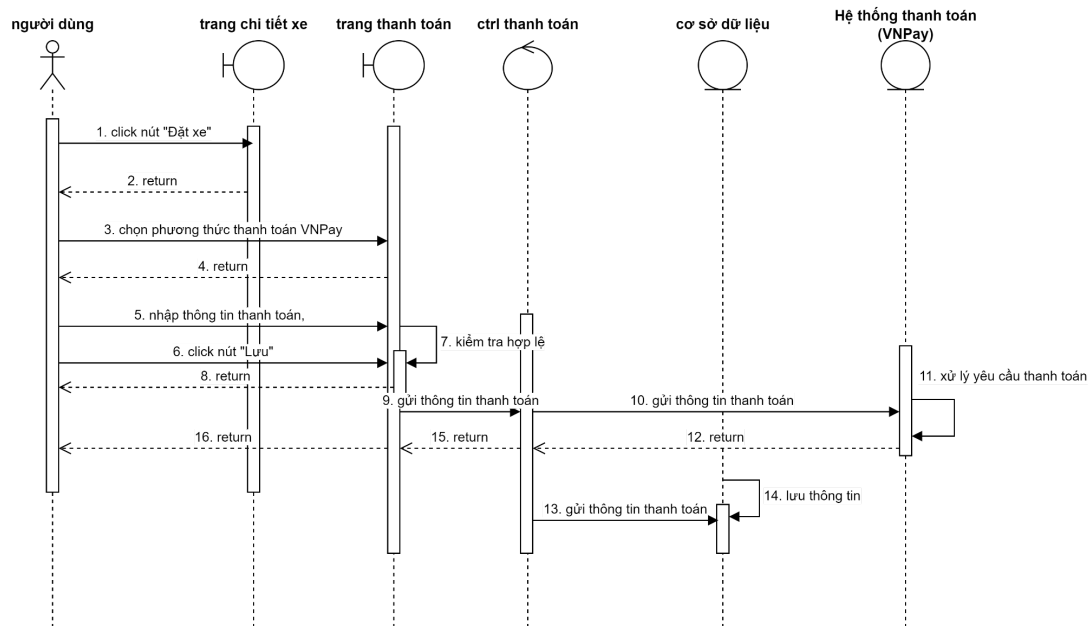 người dùng
trang chi tiết xe
trang thanh toán
ctrl thanh toán
cơ sở dữ liệu
Hệ thống thanh toán
(VNPay)
1. click nút "Đặt xe"
2. return
3. chọn phương thức thanh toán VNPay
4. return
5. nhập thông tin thanh toán,
7. kiểm tra hợp lệ
6. click nút "Lưu"
8. return
11. xử lý yêu cầu thanh toán
9. gửi thông tin thanh toán
10. gửi thông tin thanh toán
16. return
15. return
12. return
14. lưu thông tin
13. gửi thông tin thanh toán